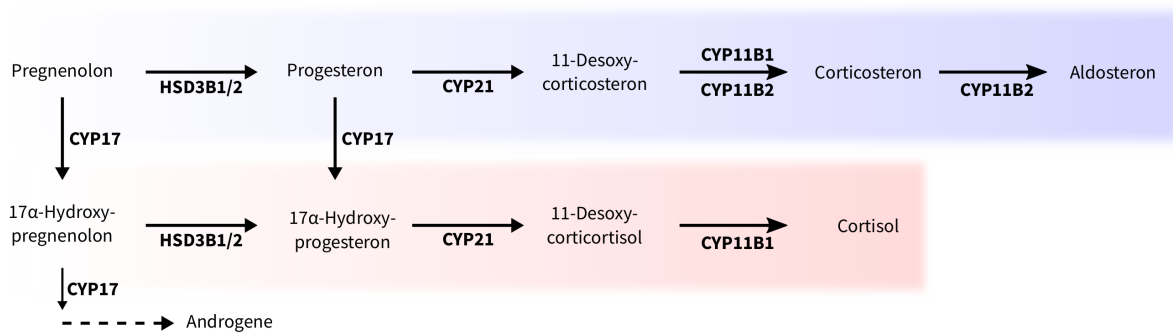 Pregnenolon
HSD3B1/2
Progesteron
CYP21
11-Desoxy-
corticosteron
CYP11B1
CYP11B2
Corticosteron
CYP11B2
Aldosteron
CYP17
CYP17
17α-Hydroxy-
pregnenolon
HSD3B1/2
17α-Hydroxy-
progesteron
CYP21
11-Desoxy-
corticortisol
CYP11B1
Cortisol
CYP17
Androgene